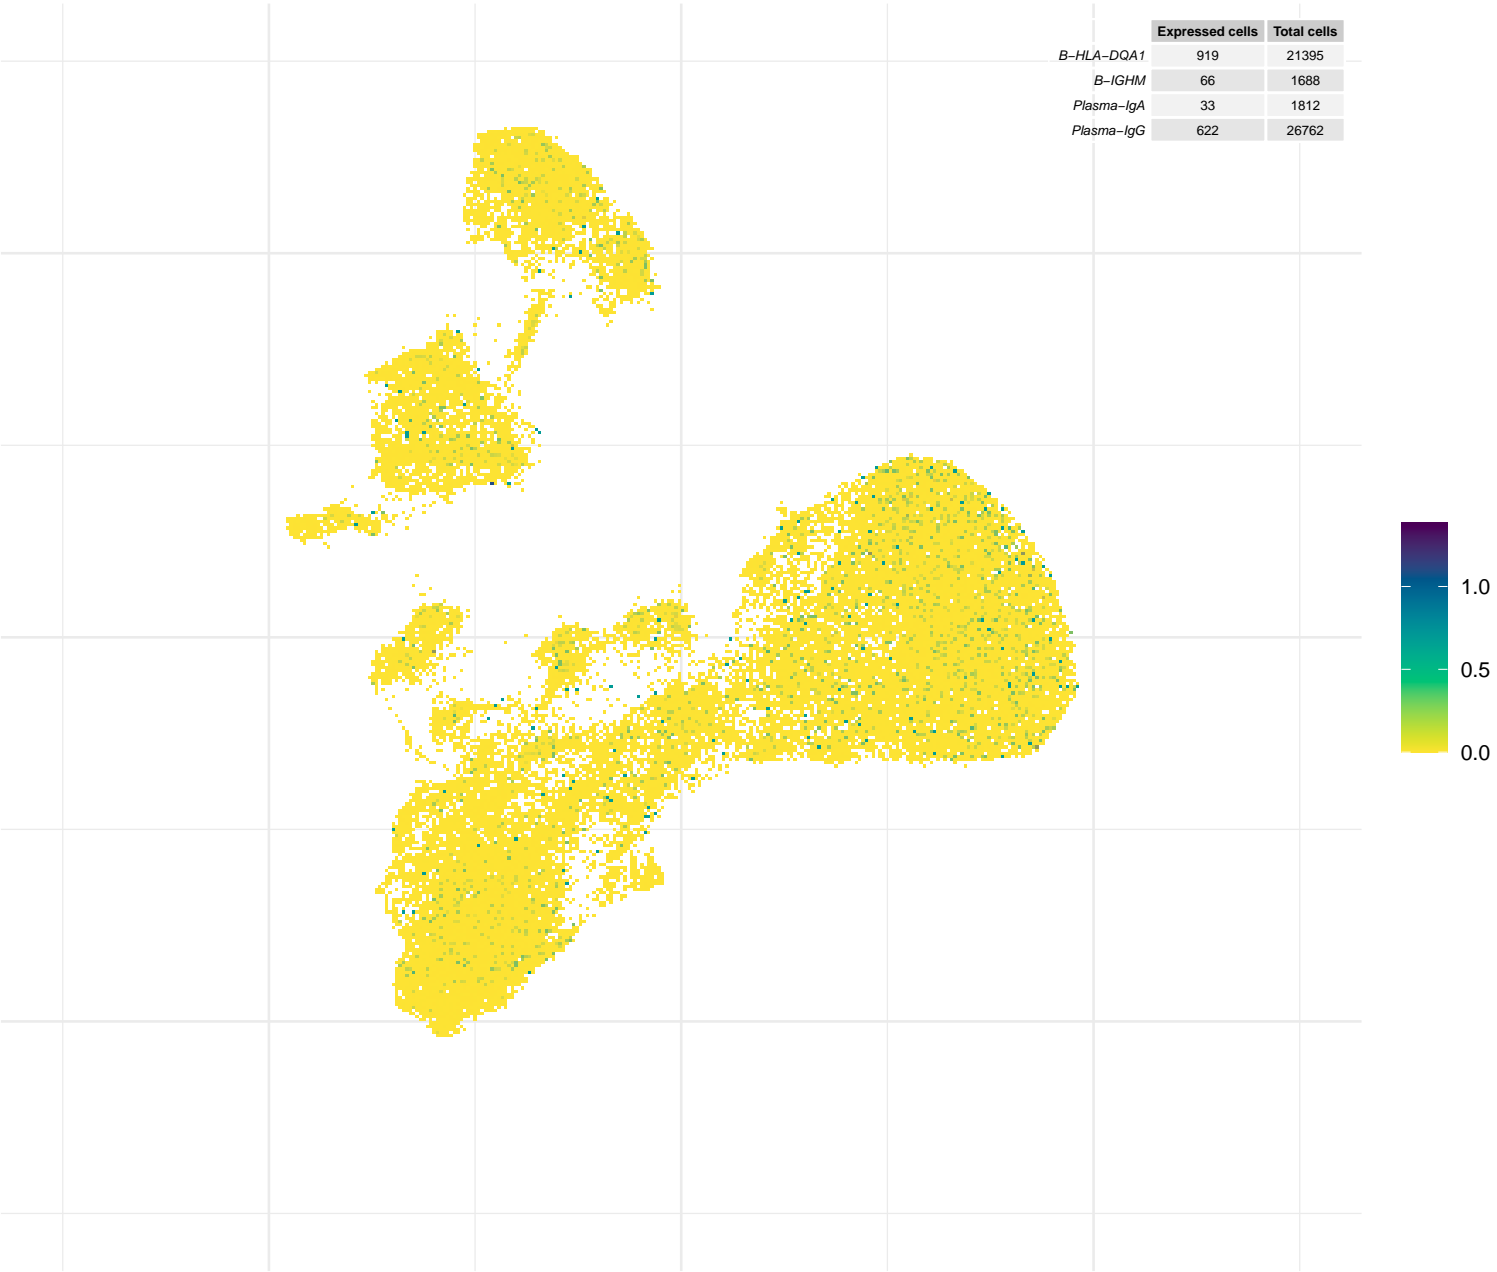 Expressed cells Total cells
B−HLA−DQA1 919 21395
B−IGHM 66 1688
Plasma−IgA 33 1812
Plasma−IgG 622 26762
1.0
0.5
0.0